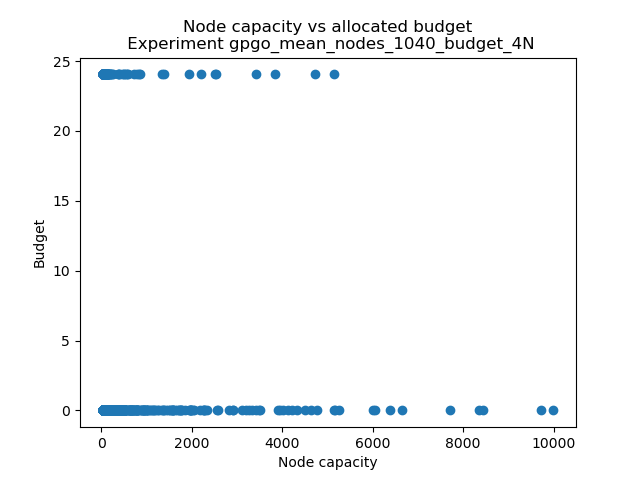 Node capacity vs allocated budget
Experiment gpgo_mean_nodes_1040_budget_4N
25
20
15
10
5
0
Budget
0 2000 4000 6000 8000 10000
Node capacity